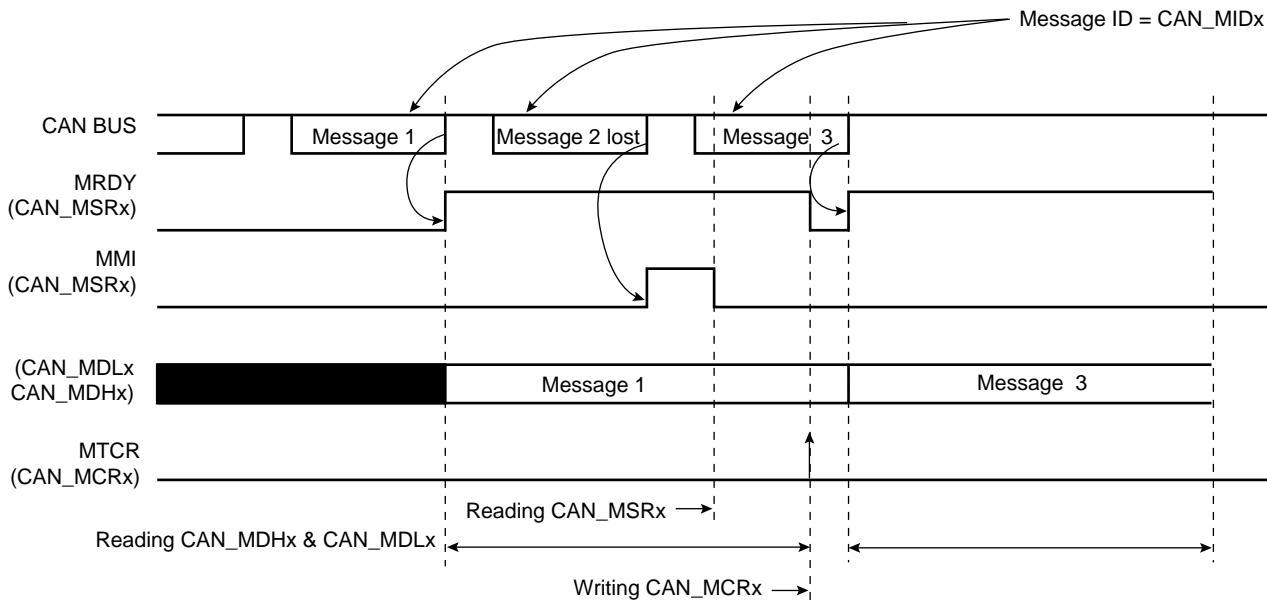 Message ID = CAN_MIDx
CAN BUS
Message 1
Message 2 lost
Message 3
MRDY
(CAN_MSRx)
MMI
(CAN_MSRx)
(CAN_MDLx
CAN_MDHx)
Message 1
Message 3
MTCR
(CAN_MCRx)
Reading CAN_MSRx
Reading CAN_MDHx & CAN_MDLx
Writing CAN_MCRx